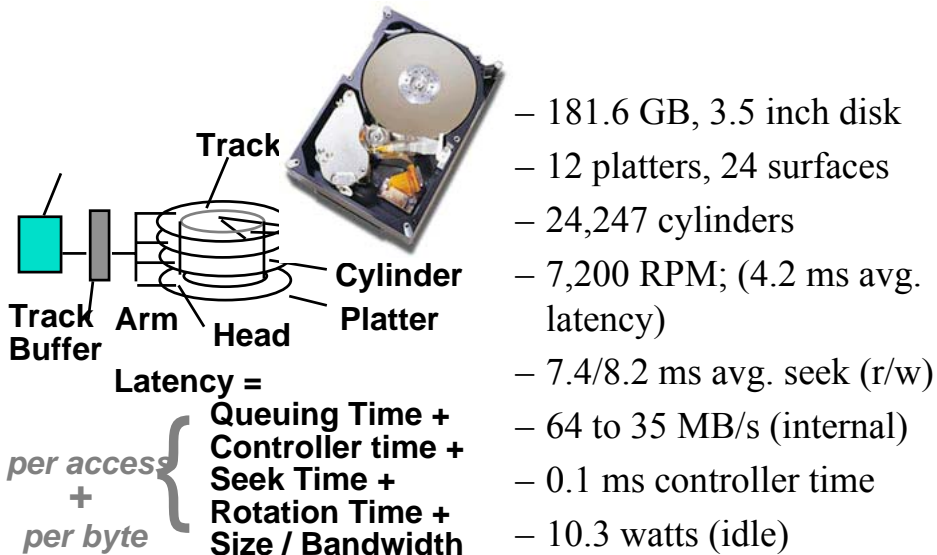 Track
Track
Buffer
Arm
Head
Cylinder
Platter
Latency =
Queuing Time +
Controller time +
Seek Time +
Rotation Time +
Size / Bandwidth
per access
+
per byte
{
– 181.6 GB, 3.5 inch disk
– 12 platters, 24 surfaces
– 24,247 cylinders
– 7,200 RPM; (4.2 ms avg.
latency)
– 7.4/8.2 ms avg. seek (r/w)
– 64 to 35 MB/s (internal)
– 0.1 ms controller time
– 10.3 watts (idle)